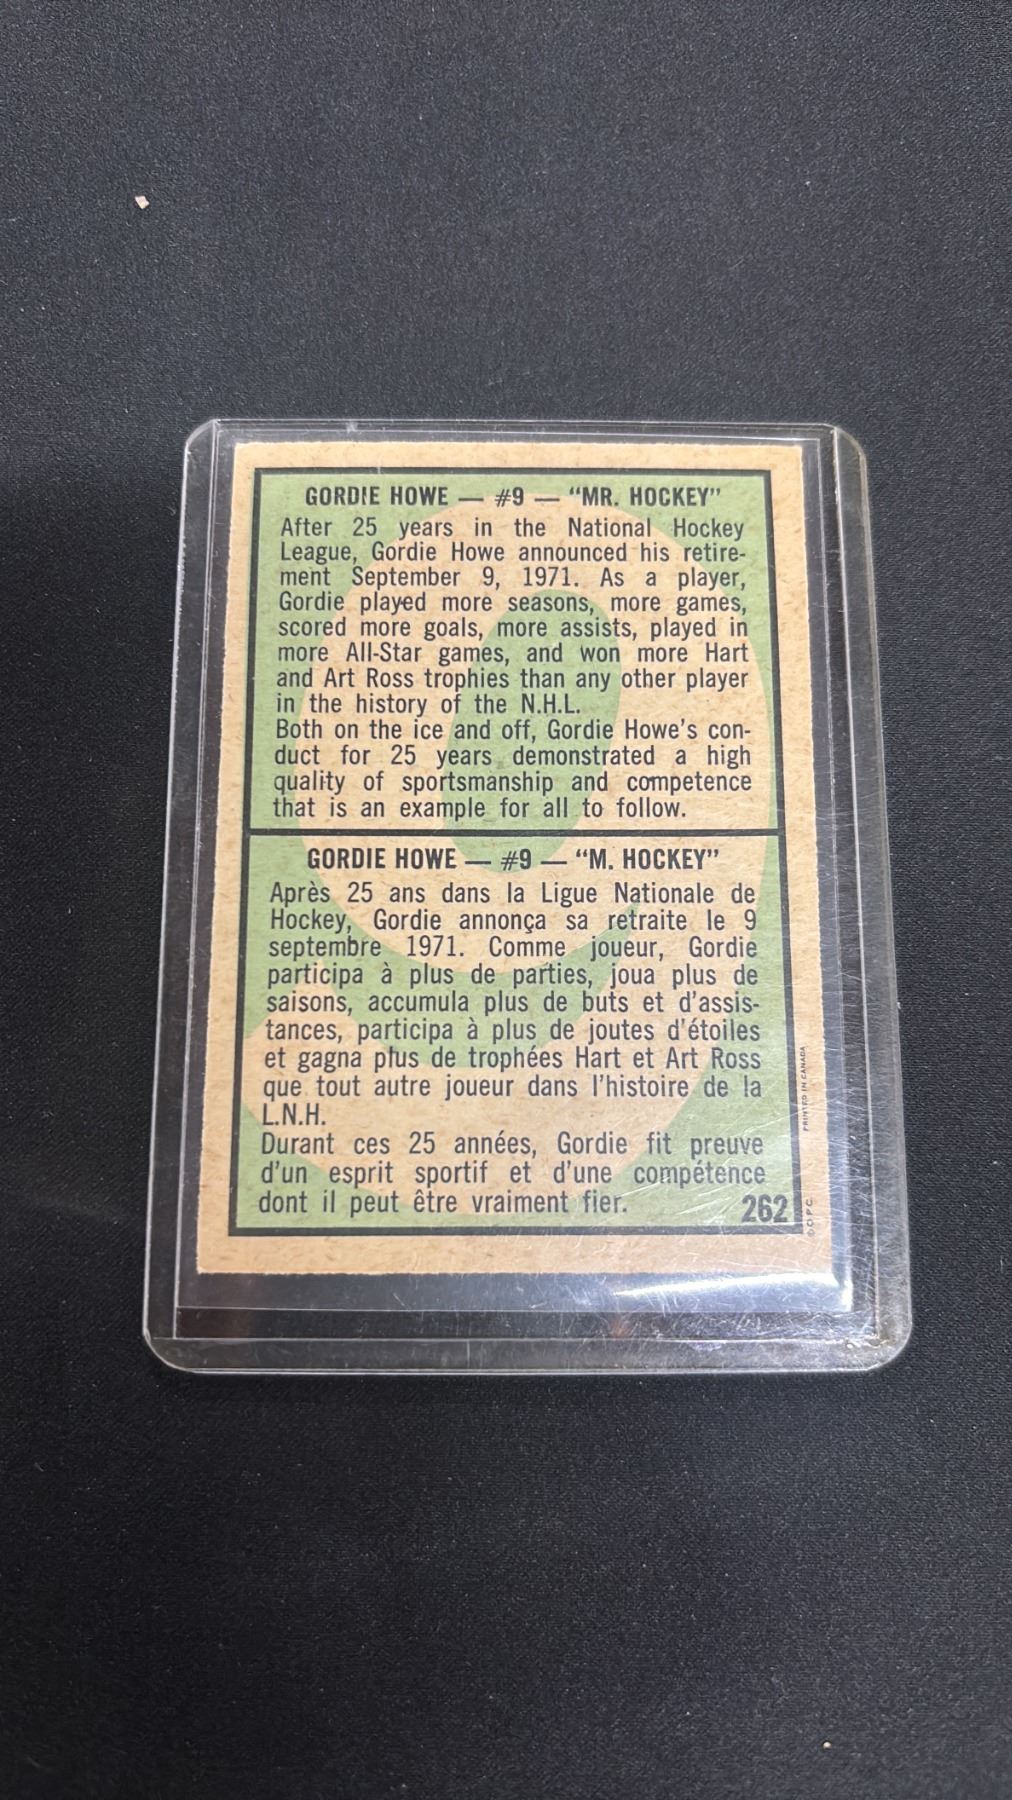 GORDIE HOWE — #9 — “MR. HOCKEY”
After 25 years in the National Hockey
League, Gordie Howe announced his retire-
ment September 9, 1971. As a player,
Gordie played more seasons, more games,
scored more goals, more assists, played in
more All-Star games, and won more Hart
and Art Ross trophies than any other player
in the history of the N.H.L.
Both on the ice and off, Gordie Howe's con-
duct for 25 years demonstrated a high
quality of sportsmanship and competence
that is an example for all to follow.
GORDIE HOWE — #9 — “M. HOCKEY”
Après 25 ans dans la Ligue Nationale de
Hockey, Gordie annonça sa retraite le 9
septembre 1971. Comme joueur, Gordie
participa à plus de parties, joua plus de
saisons, accumula plus de buts et d'assis-
tances, participa à plus de joutes d'étoiles
et gagna plus de trophées Hart et Art Ross
que tout autre joueur dans l'histoire de la
L.N.H.
Durant ces 25 années, Gordie fit preuve
d'un esprit sportif et d'une compétence
dont il peut être vraiment fier.
262
© O.P.C. PRINTED IN CANADA